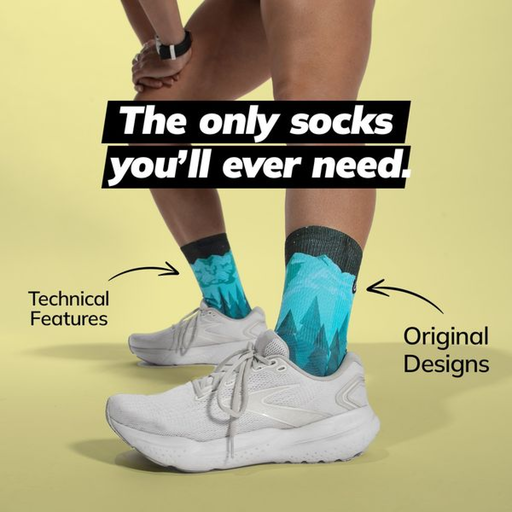 The only socks
you'll ever need.
Technical
Features
Original
Designs